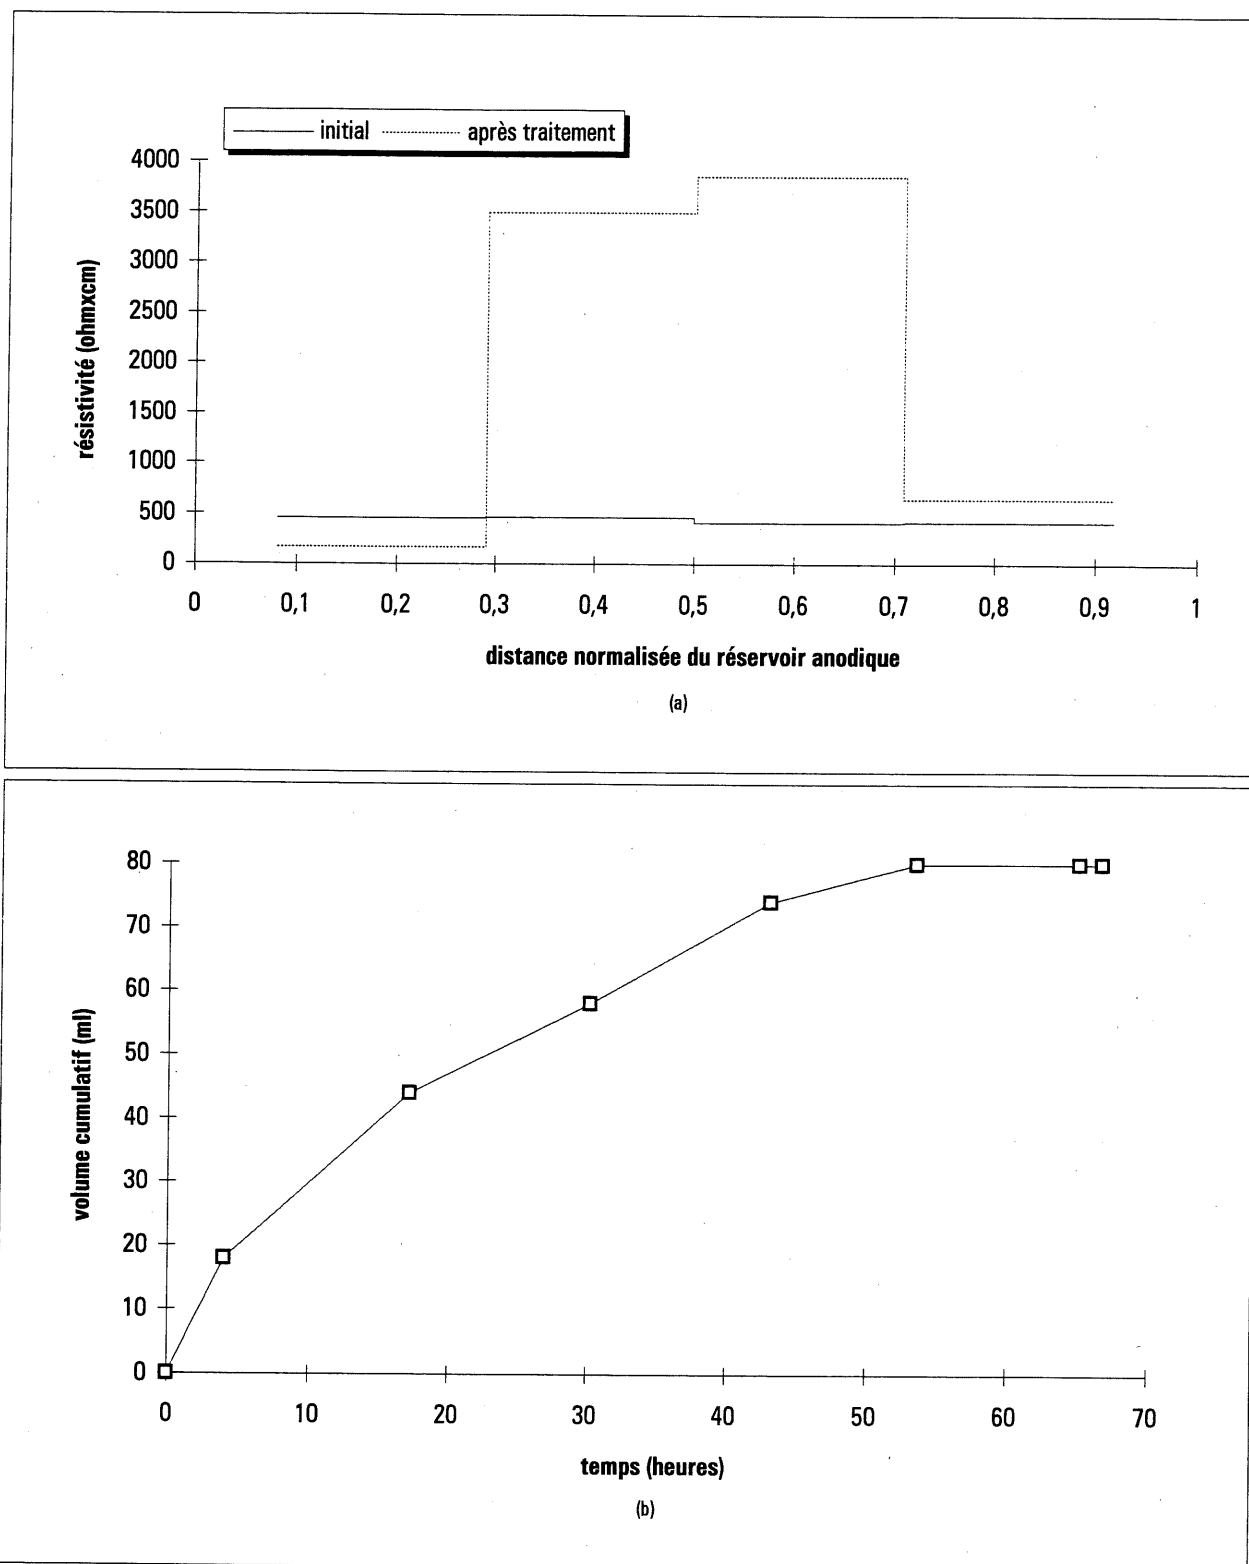 initial
après traitement
4000
3500
3000
2500
2000
1500
1000
500
0
résistivité (ohmxcm)
0 0,1 0,2 0,3 0,4 0,5 0,6 0,7 0,8 0,9 1
distance normalisée du réservoir anodique
(a)
80
70
60
50
40
30
20
10
0
volume cumulatif (ml)
0 10 20 30 40 50 60 70
temps (heures)
(b)